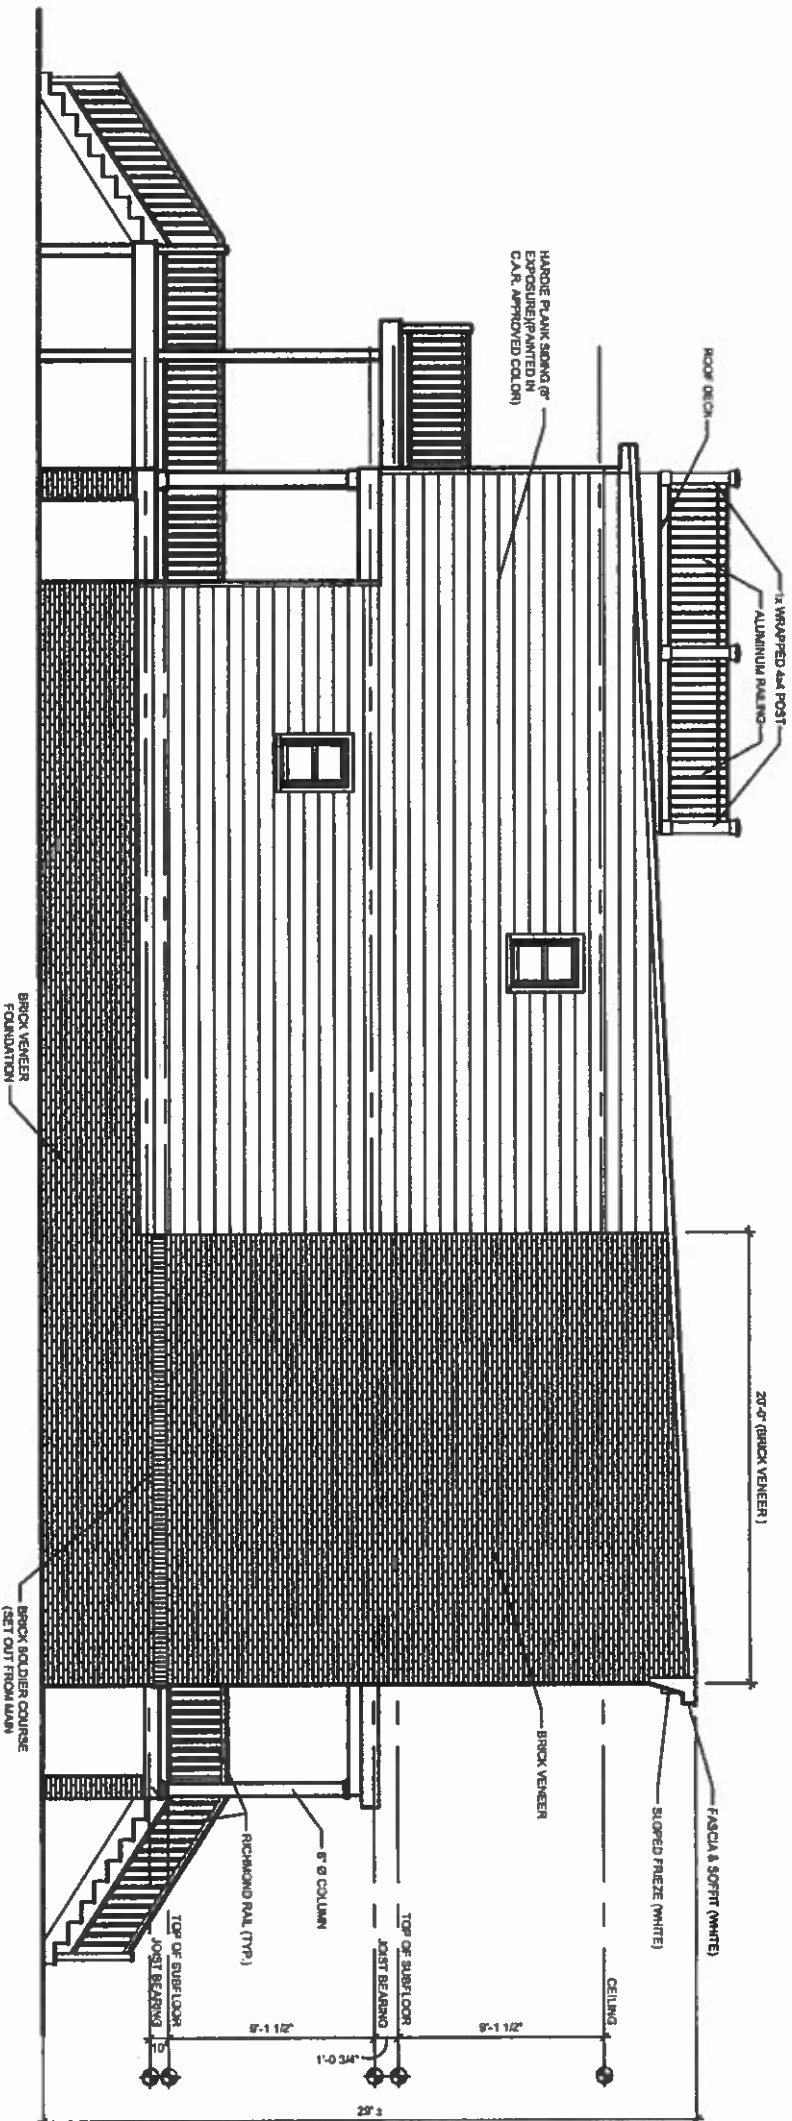 1x WRAPPED 4x4 POST
ALUMINUM RAILING
ROOF DECK
HARDIE PLANK SIDING (8"
EXPOSURE)(PAINTED IN
C.A.R. APPROVED COLOR)
20'-0" (BRICK VENEER )
FASCIA & SOFFIT (WHITE)
SLOPED FRIEZE (WHITE)
BRICK VENEER
8" Ø COLUMN
RICHMOND RAIL (TYP.)
CEILING
TOP OF SUBFLOOR
JOIST BEARING
TOP OF SUBFLOOR
JOIST BEARING
9'-1 1/2"
1'-0 3/4"
9'-1 1/2"
10
BRICK VENEER
FOUNDATION
BRICK SOLDIER COURSE
(SET OUT FROM MAIN